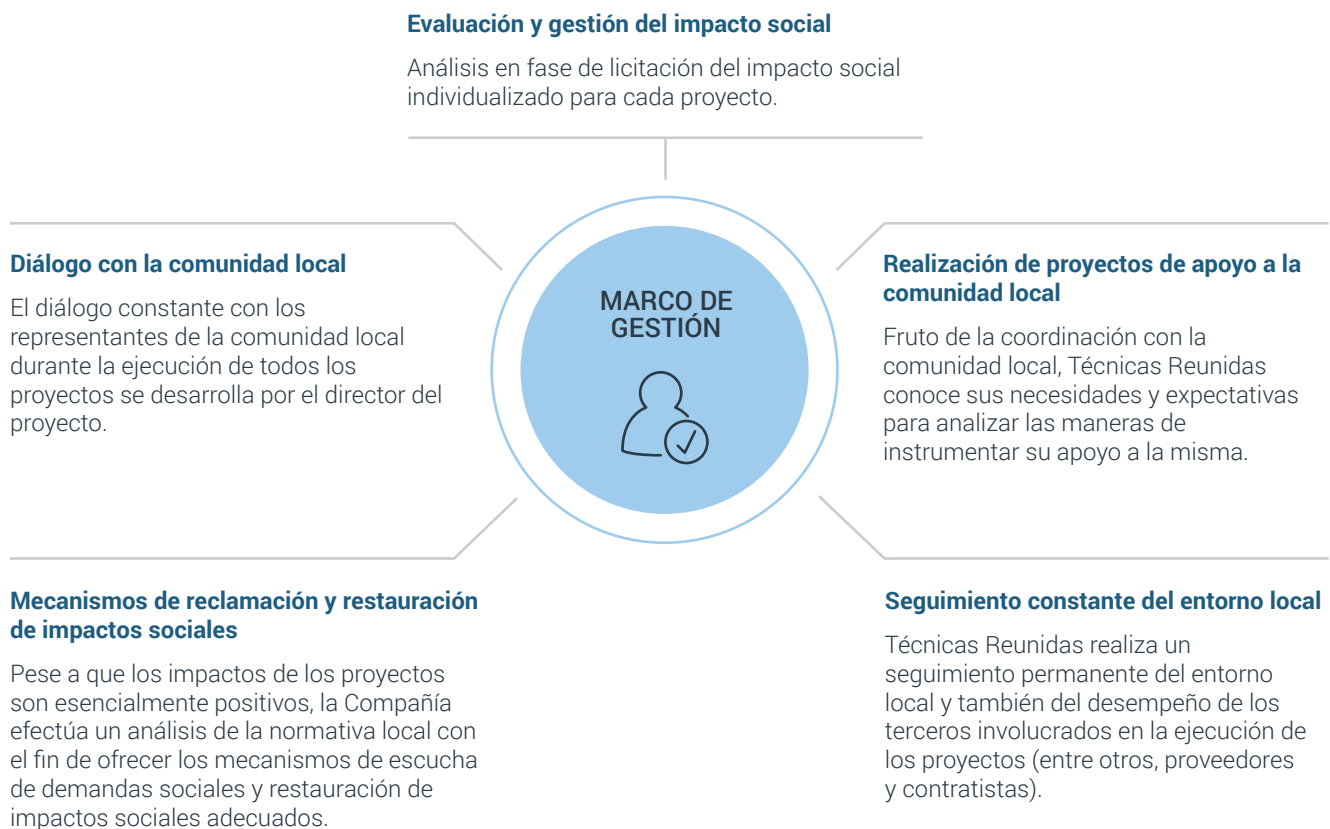 Evaluación y gestión del impacto social
Análisis en fase de licitación del impacto social
individualizado para cada proyecto.
Diálogo con la comunidad local
El diálogo constante con los
representantes de la comunidad local
durante la ejecución de todos los
proyectos se desarrolla por el director del
proyecto.
MARCO DE
GESTIÓN
Realización de proyectos de apoyo a la
comunidad local
Fruto de la coordinación con la
comunidad local, Técnicas Reunidas
conoce sus necesidades y expectativas
para analizar las maneras de
instrumentar su apoyo a la misma.
Mecanismos de reclamación y restauración
de impactos sociales
Pese a que los impactos de los proyectos
son esencialmente positivos, la Compañía
efectúa un análisis de la normativa local con
el fin de ofrecer los mecanismos de escucha
de demandas sociales y restauración de
impactos sociales adecuados.
Seguimiento constante del entorno local
Técnicas Reunidas realiza un
seguimiento permanente del entorno
local y también del desempeño de los
terceros involucrados en la ejecución de
los proyectos (entre otros, proveedores
y contratistas).